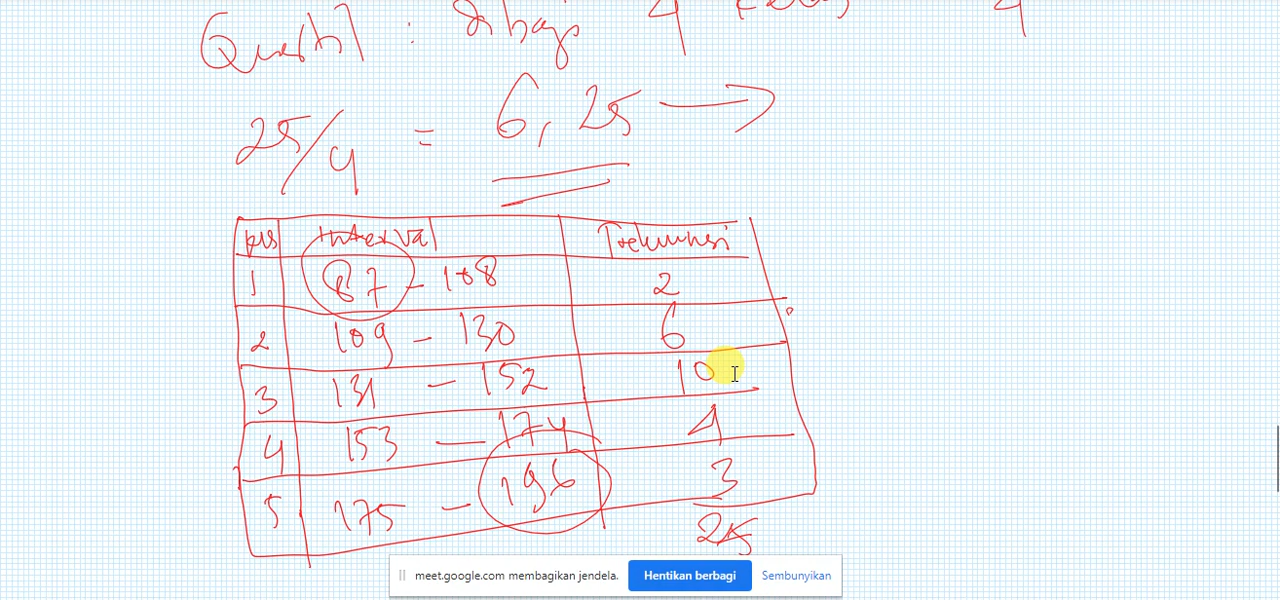 Quartil : dibagi 4
4
25/4 = 6,25 →
kls Interval Frekuensi
1 87 - 108 2
2 109 - 130 6
3 131 - 152 10
4 153 - 174 4
5 175 - 196 3
25
meet.google.com membagikan jendela. Hentikan berbagi Sembunyikan